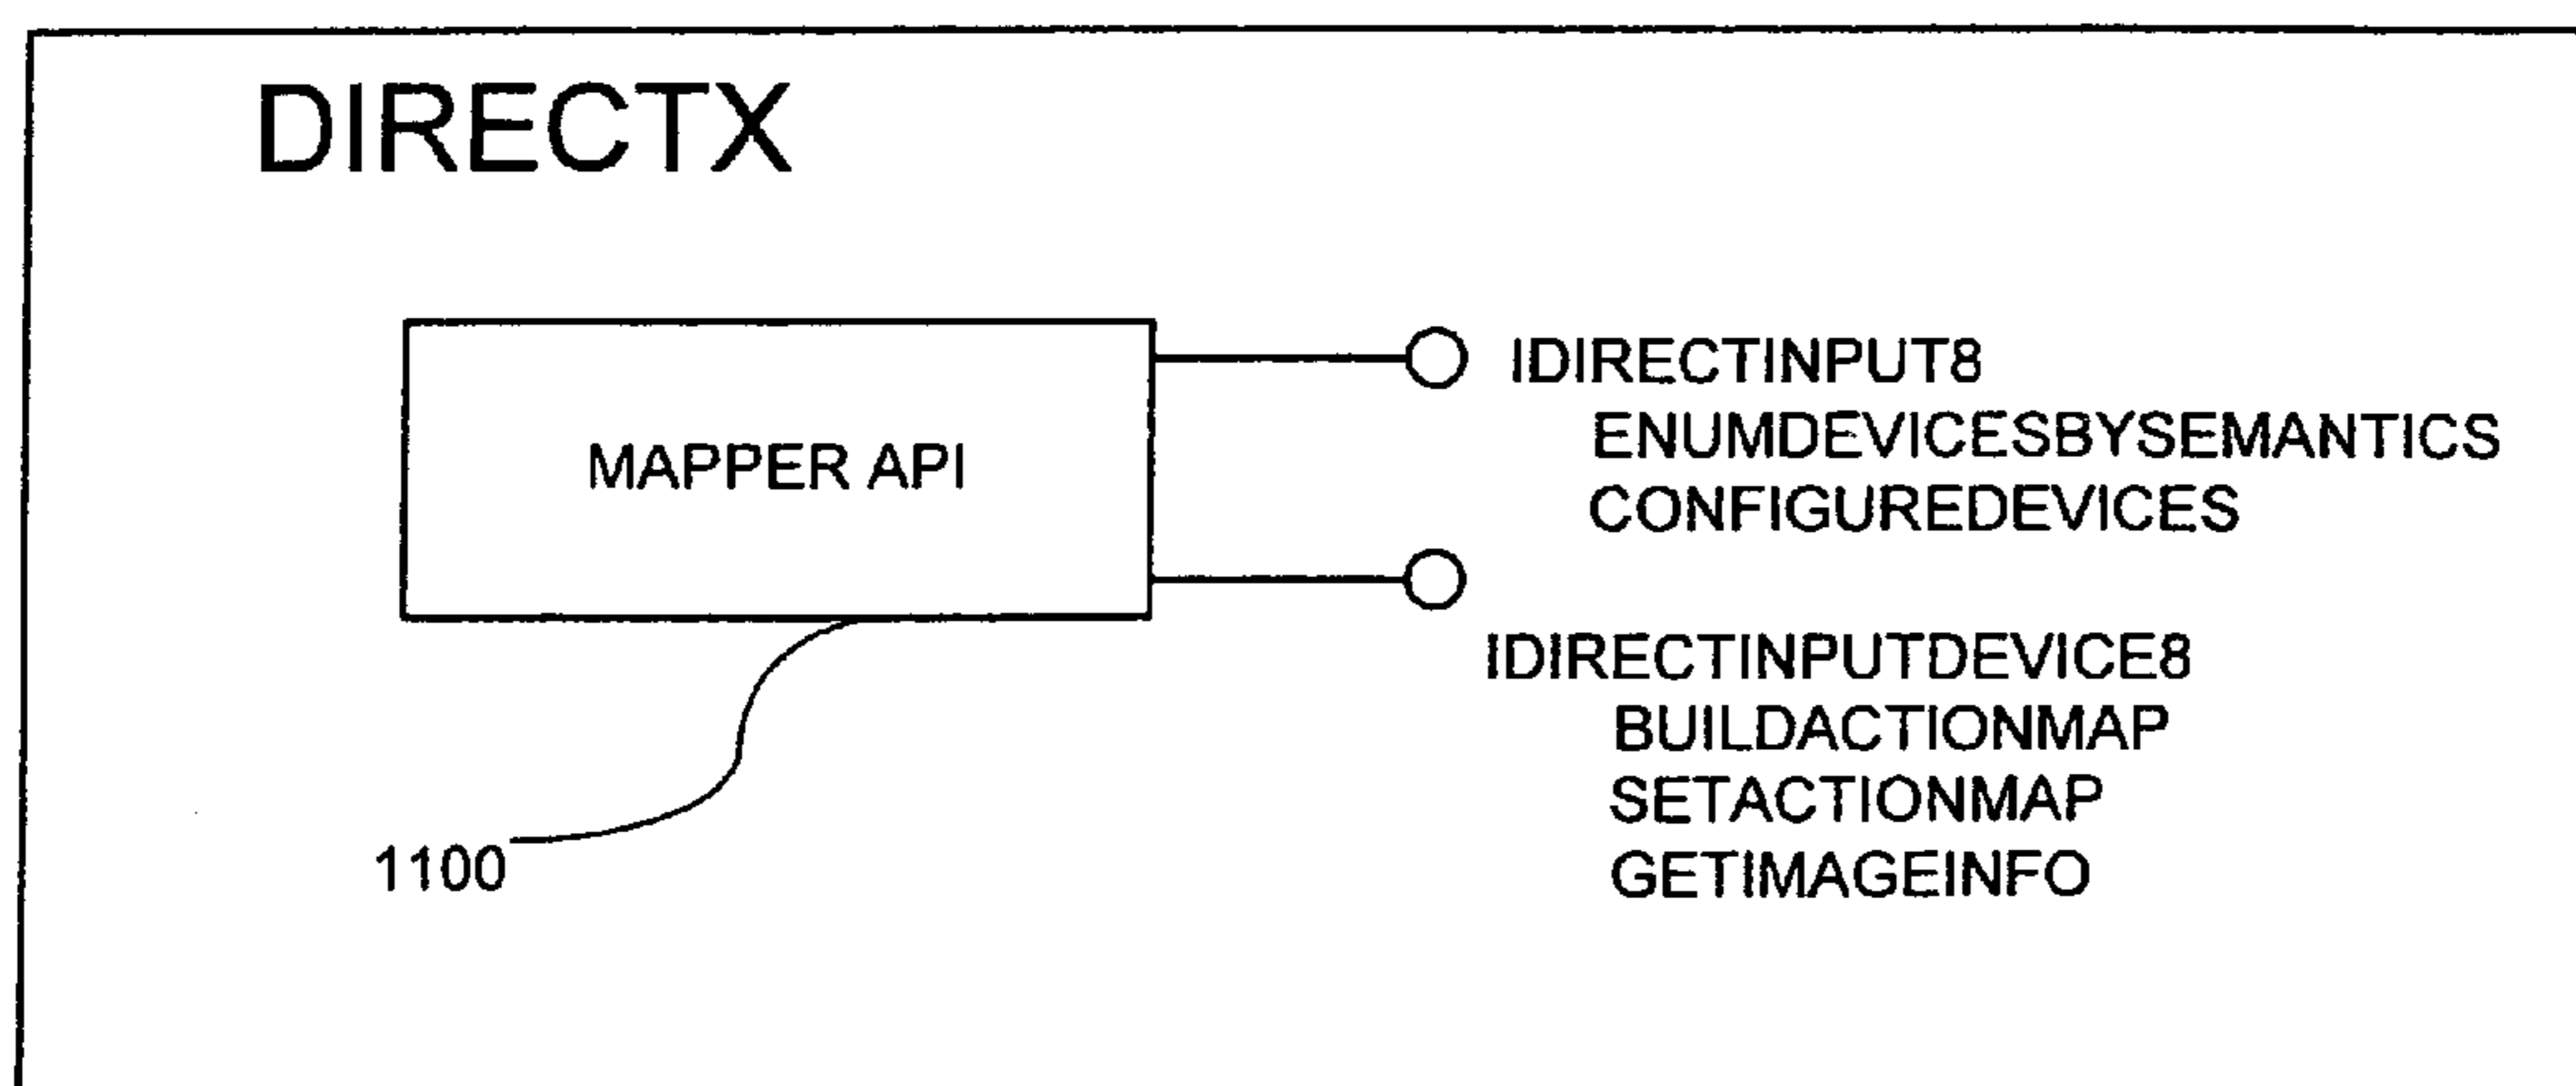 DIRECTX
MAPPER API
IDIRECTINPUT8
ENUMDEVICESBYSEMANTICS
CONFIGUREDEVICES
IDIRECTINPUTDEVICE8
BUILDACTIONMAP
SETACTIONMAP
GETIMAGEINFO
1100